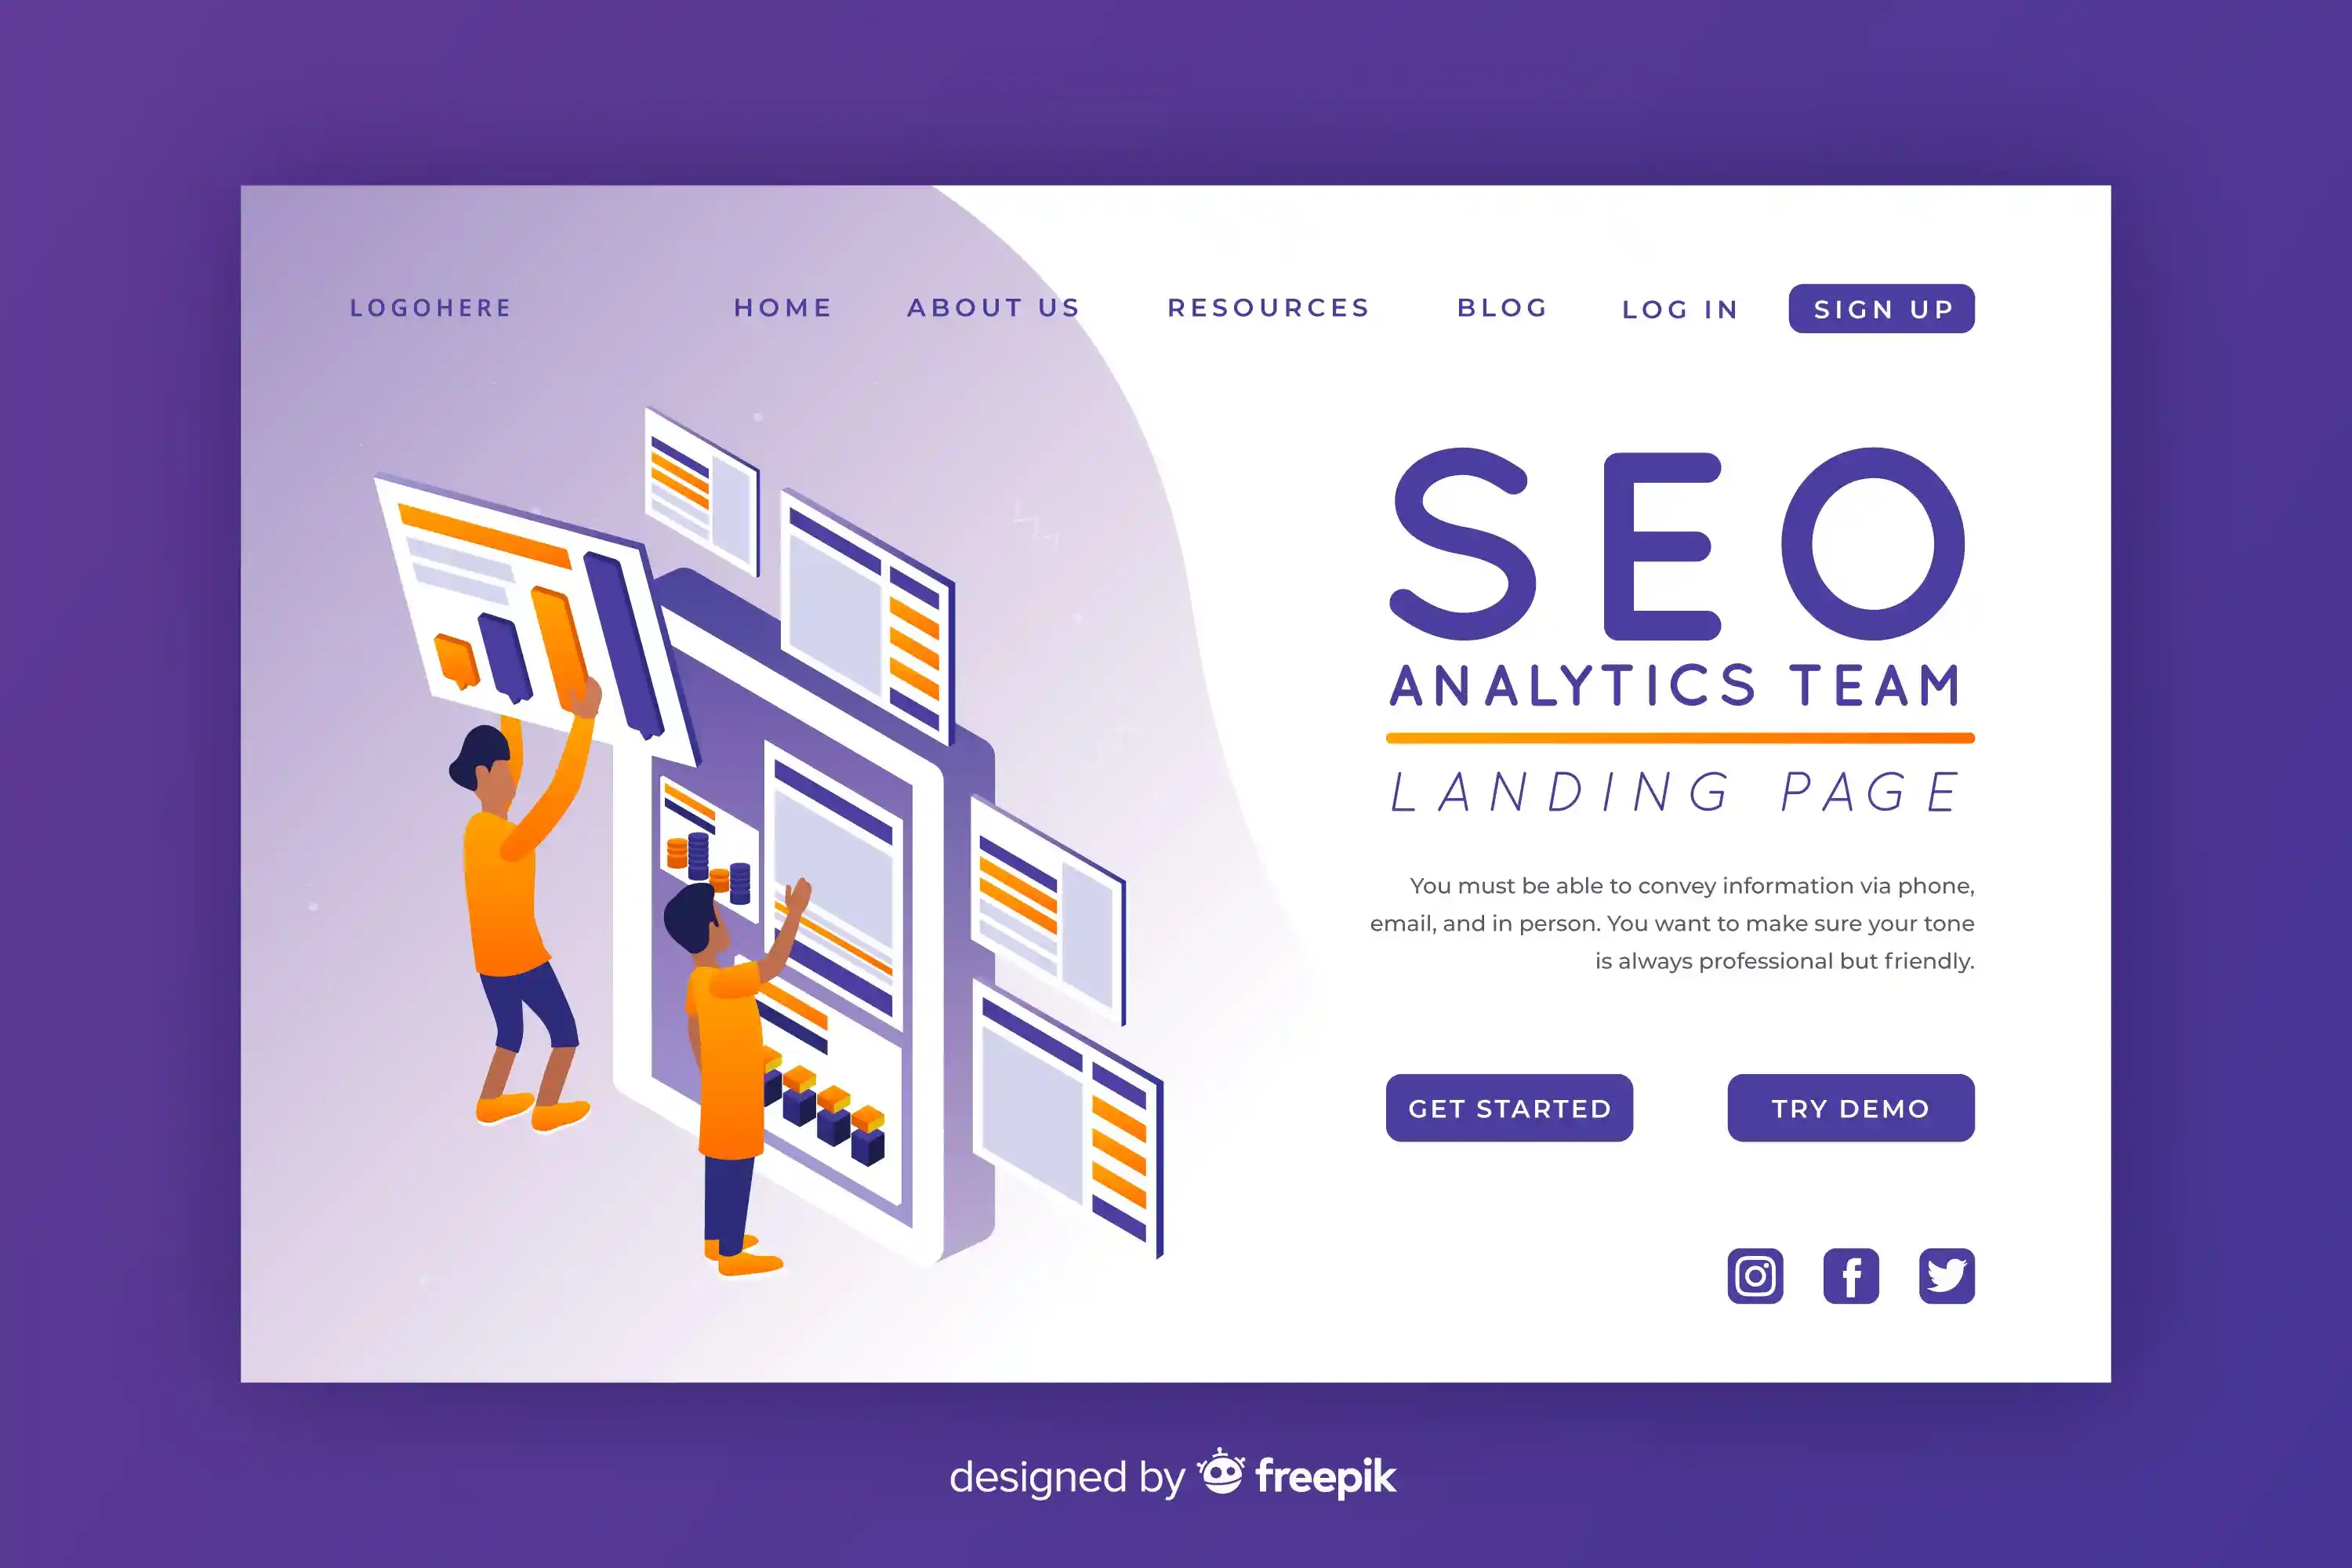 LOGOHERE HOME ABOUT US RESOURCES BLOG LOG IN SIGN UP
SEO
ANALYTICS TEAM
LANDING PAGE
You must be able to convey information via phone,
email, and in person. You want to make sure your tone
is always professional but friendly.
GET STARTED TRY DEMO
designed by freepik